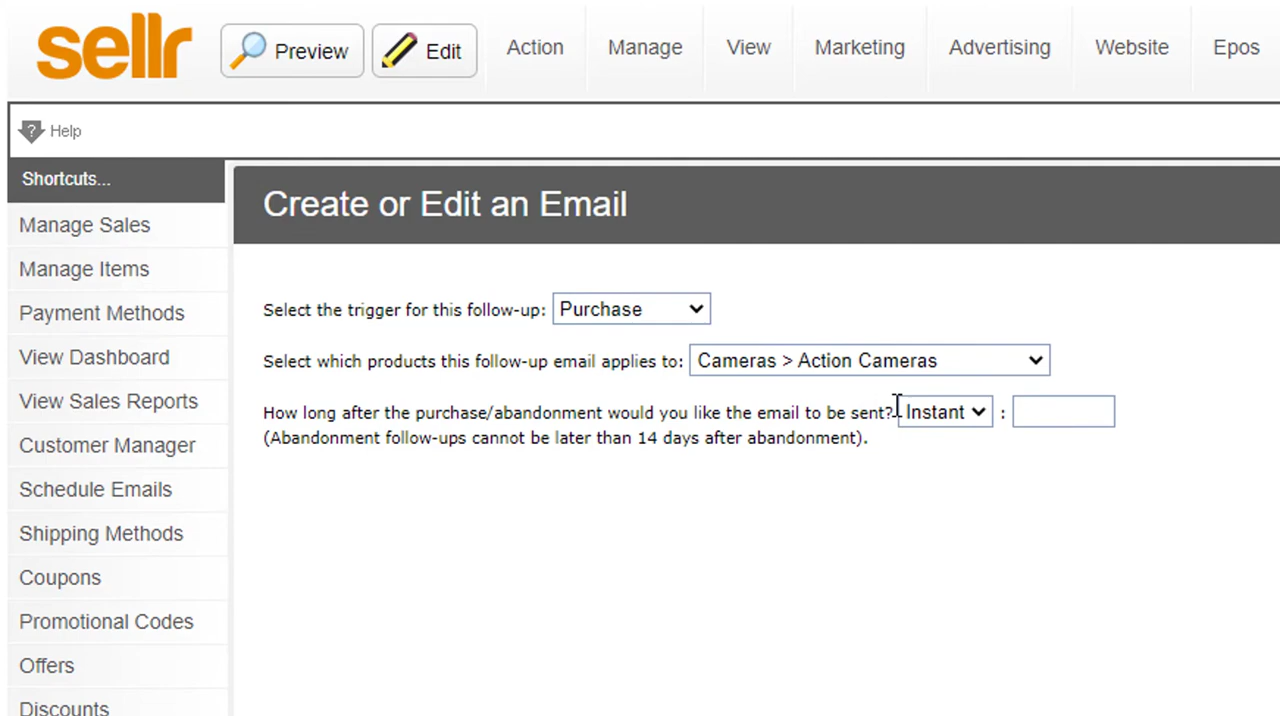 sellr Preview Edit Action Manage View Marketing Advertising Website Epos
? Help
Shortcuts...
Manage Sales
Manage Items
Payment Methods
View Dashboard
View Sales Reports
Customer Manager
Schedule Emails
Shipping Methods
Coupons
Promotional Codes
Offers
Discounts
Create or Edit an Email
Select the trigger for this follow-up: Purchase
Select which products this follow-up email applies to: Cameras > Action Cameras
How long after the purchase/abandonment would you like the email to be sent? Instant :
(Abandonment follow-ups cannot be later than 14 days after abandonment).